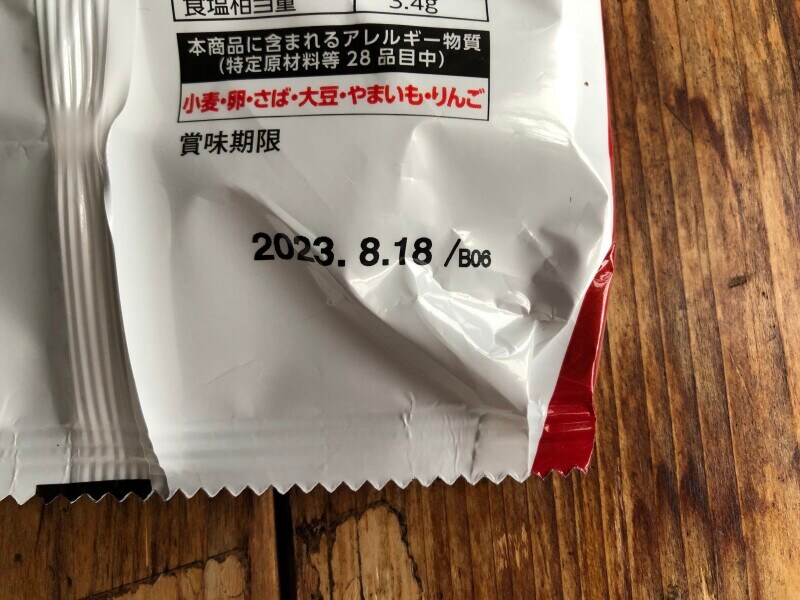 食塩相当量 3.4g
本商品に含まれるアレルギー物質
(特定原材料等 28 品目中)
小麦・卵・さば・大豆・やまいも・りんご
賞味期限
2023. 8.18 /B06